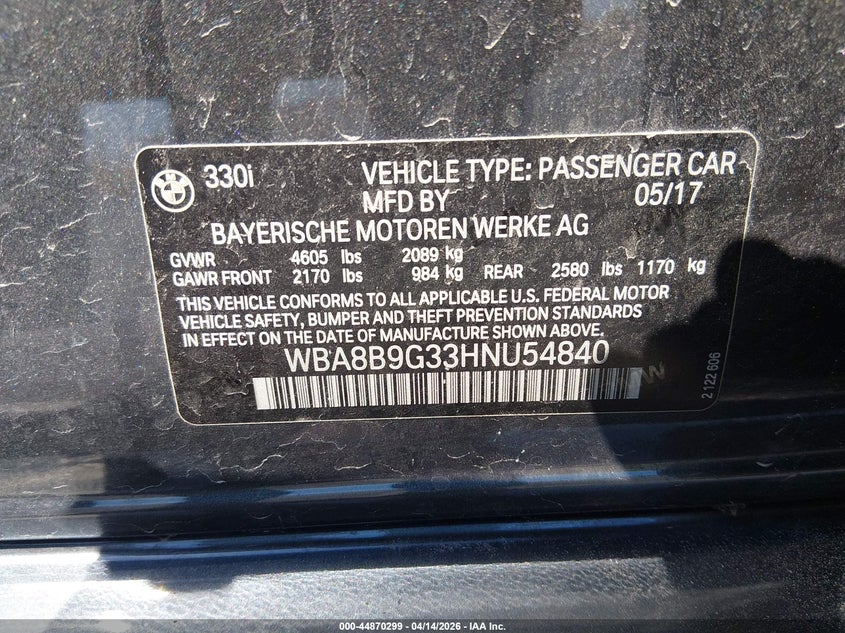 330i VEHICLE TYPE: PASSENGER CAR
MFD BY 05/17
BAYERISCHE MOTOREN WERKE AG
GVWR 4605 lbs 2089 kg
GAWR FRONT 2170 lbs 984 kg REAR 2580 lbs 1170 kg
THIS VEHICLE CONFORMS TO ALL APPLICABLE U.S. FEDERAL MOTOR
VEHICLE SAFETY, BUMPER AND THEFT PREVENTION STANDARDS
IN EFFECT ON THE DATE OF MANUFACTURE SHOWN ABOVE.
WBA8B9G33HNU54840
2 122 606
000-44870299 - 04/14/2026 - IAA Inc.